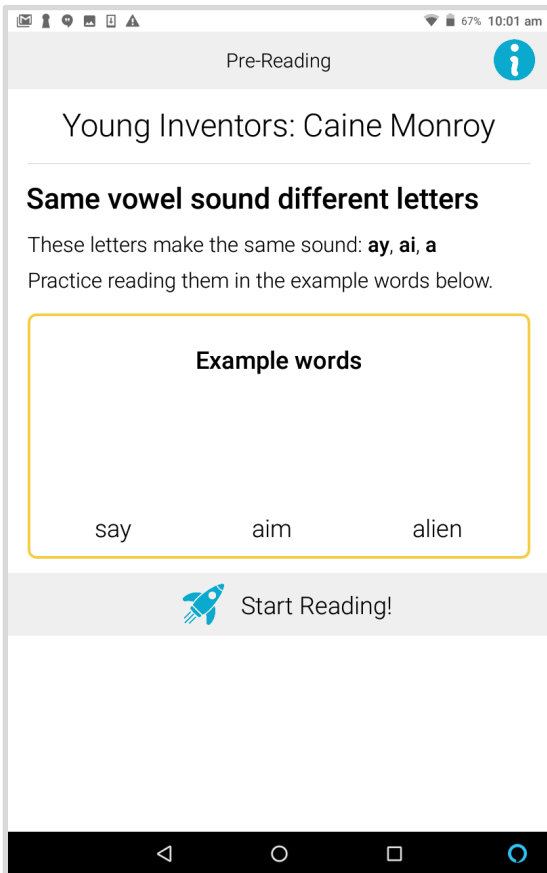 67% 10:01 am
Pre-Reading
Young Inventors: Caine Monroy
Same vowel sound different letters
These letters make the same sound: ay, ai, a
Practice reading them in the example words below.
Example words
say aim alien
Start Reading!